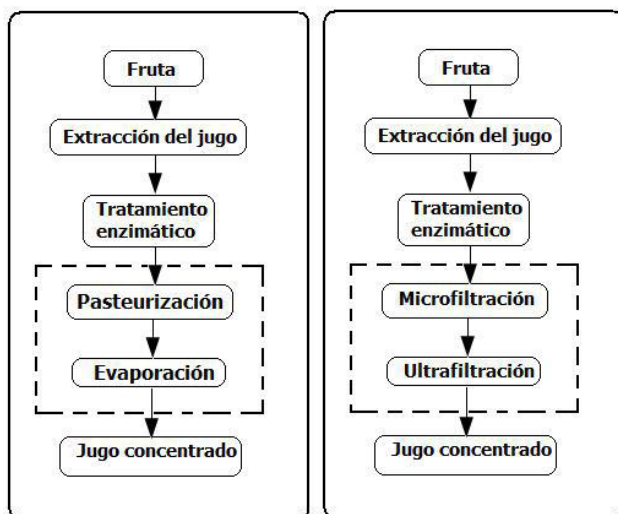 Fruta
Extracción del jugo
Tratamiento
enzimático
Pasteurización
Evaporación
Jugo concentrado
Fruta
Extracción del jugo
Tratamiento
enzimático
Microfiltración
Ultrafiltración
Jugo concentrado